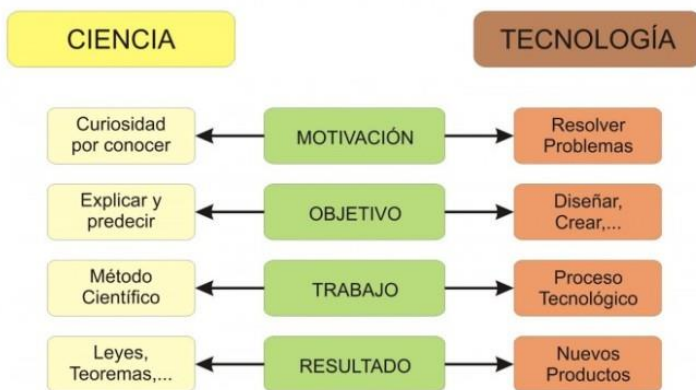 CIENCIA
TECNOLOGÍA
Curiosidad
por conocer
MOTIVACIÓN
Resolver
Problemas
Explicar y
predecir
OBJETIVO
Diseñar,
Crear,...
Método
Científico
TRABAJO
Proceso
Tecnológico
Leyes,
Teoremas,...
RESULTADO
Nuevos
Productos